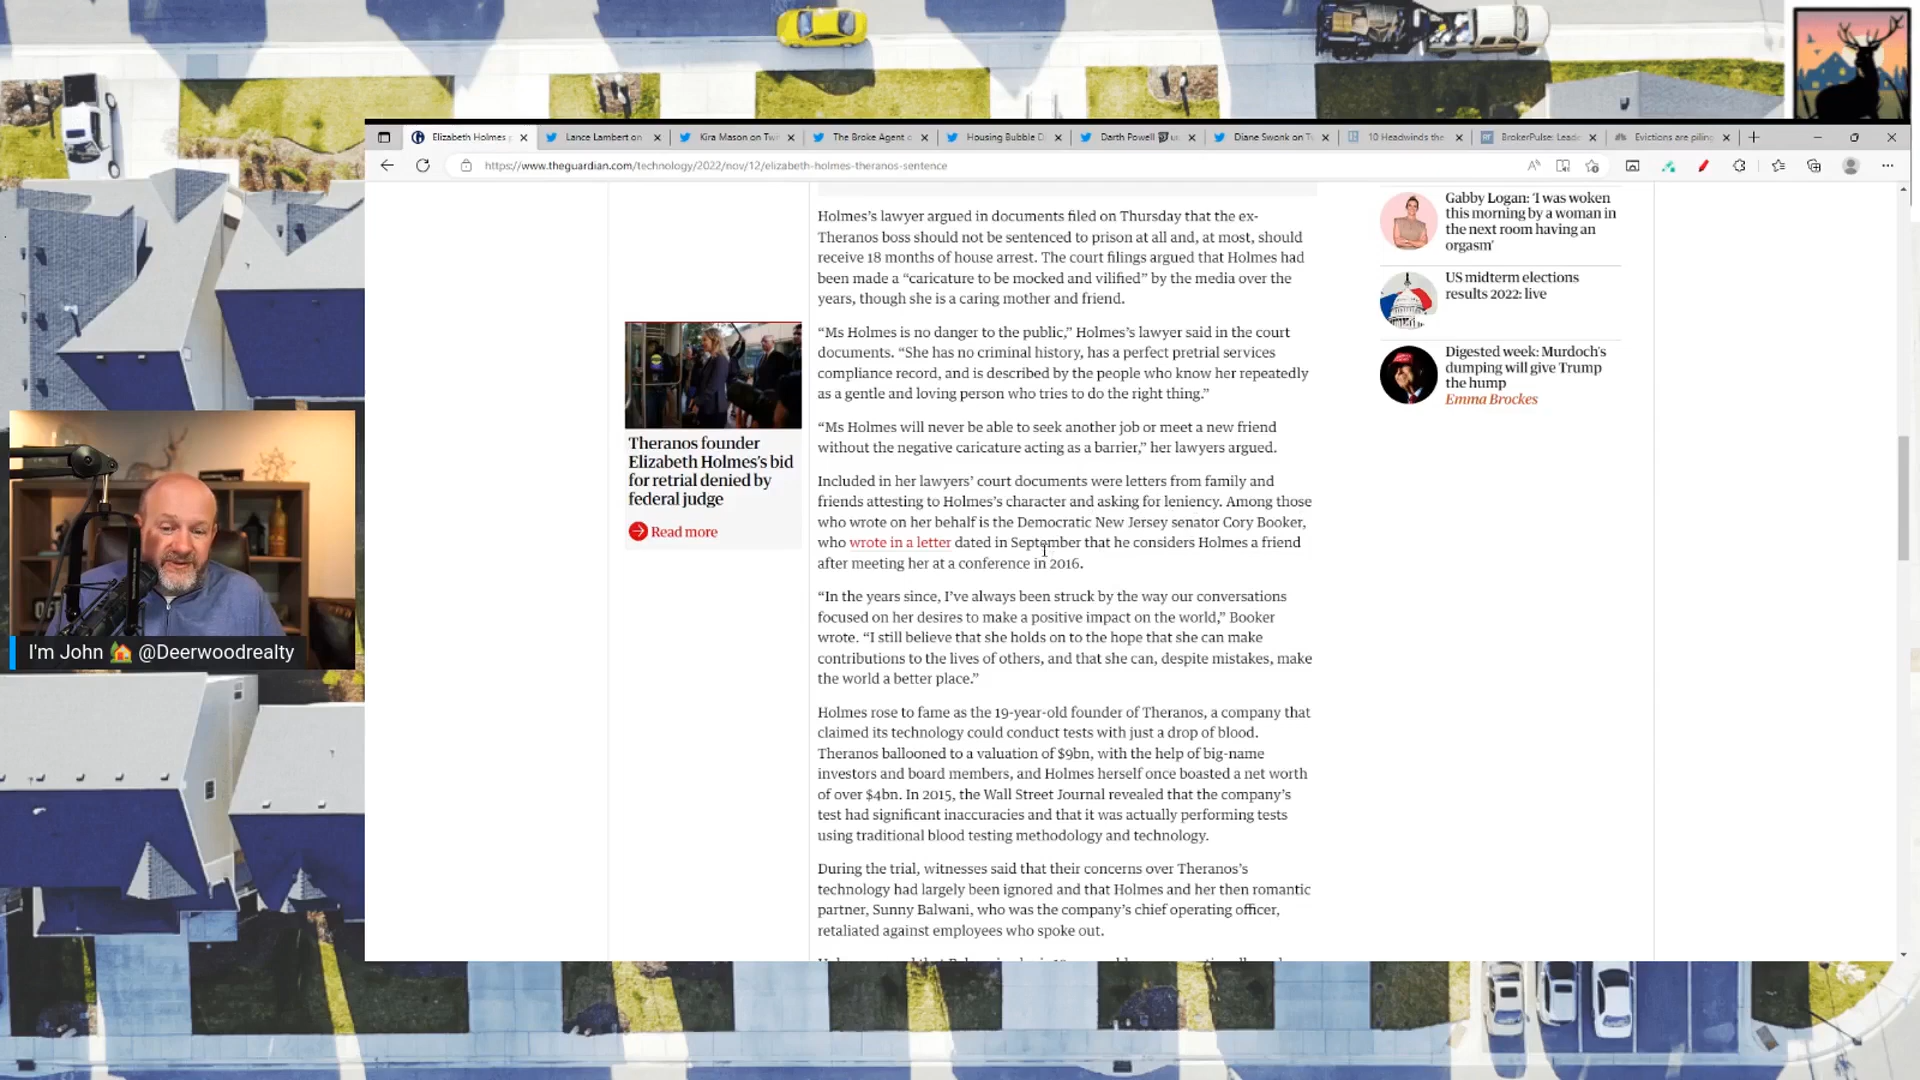 Elizabeth Holmes
Lance Lambert on
Kira Mason on Tw
The Broke Agent o
Housing Bubble D
Darth Powell
Diane Swonk on Tw
10 Headwinds the
BrokerPulse: Leade
Evictions are piling
https://www.theguardian.com/technology/2022/nov/12/elizabeth-holmes-theranos-sentence
Holmes’s lawyer argued in documents filed on Thursday that the ex-
Theranos boss should not be sentenced to prison at all and, at most, should
receive 18 months of house arrest. The court filings argued that Holmes had
been made a “caricature to be mocked and vilified” by the media over the
years, though she is a caring mother and friend.
“Ms Holmes is no danger to the public,” Holmes’s lawyer said in the court
documents. “She has no criminal history, has a perfect pretrial services
compliance record, and is described by the people who know her repeatedly
as a gentle and loving person who tries to do the right thing.”
“Ms Holmes will never be able to seek another job or meet a new friend
without the negative caricature acting as a barrier,” her lawyers argued.
Included in her lawyers’ court documents were letters from family and
friends attesting to Holmes’s character and asking for leniency. Among those
who wrote on her behalf is the Democratic New Jersey senator Cory Booker,
who wrote in a letter dated in September that he considers Holmes a friend
after meeting her at a conference in 2016.
“In the years since, I’ve always been struck by the way our conversations
focused on her desires to make a positive impact on the world,” Booker
wrote. “I still believe that she holds on to the hope that she can make
contributions to the lives of others, and that she can, despite mistakes, make
the world a better place.”
Holmes rose to fame as the 19-year-old founder of Theranos, a company that
claimed its technology could conduct tests with just a drop of blood.
Theranos ballooned to a valuation of $9bn, with the help of big-name
investors and board members, and Holmes herself once boasted a net worth
of over $4bn. In 2015, the Wall Street Journal revealed that the company’s
test had significant inaccuracies and that it was actually performing tests
using traditional blood testing methodology and technology.
During the trial, witnesses said that their concerns over Theranos’s
technology had largely been ignored and that Holmes and her then romantic
partner, Sunny Balwani, who was the company’s chief operating officer,
retaliated against employees who spoke out.
Theranos founder
Elizabeth Holmes’s bid
for retrial denied by
federal judge
Read more
Gabby Logan: ‘I was woken
this morning by a woman in
the next room having an
orgasm’
US midterm elections
results 2022: live
Digested week: Murdoch’s
dumping will give Trump
the hump
Emma Brockes
I'm John 🏡 @Deerwoodrealty